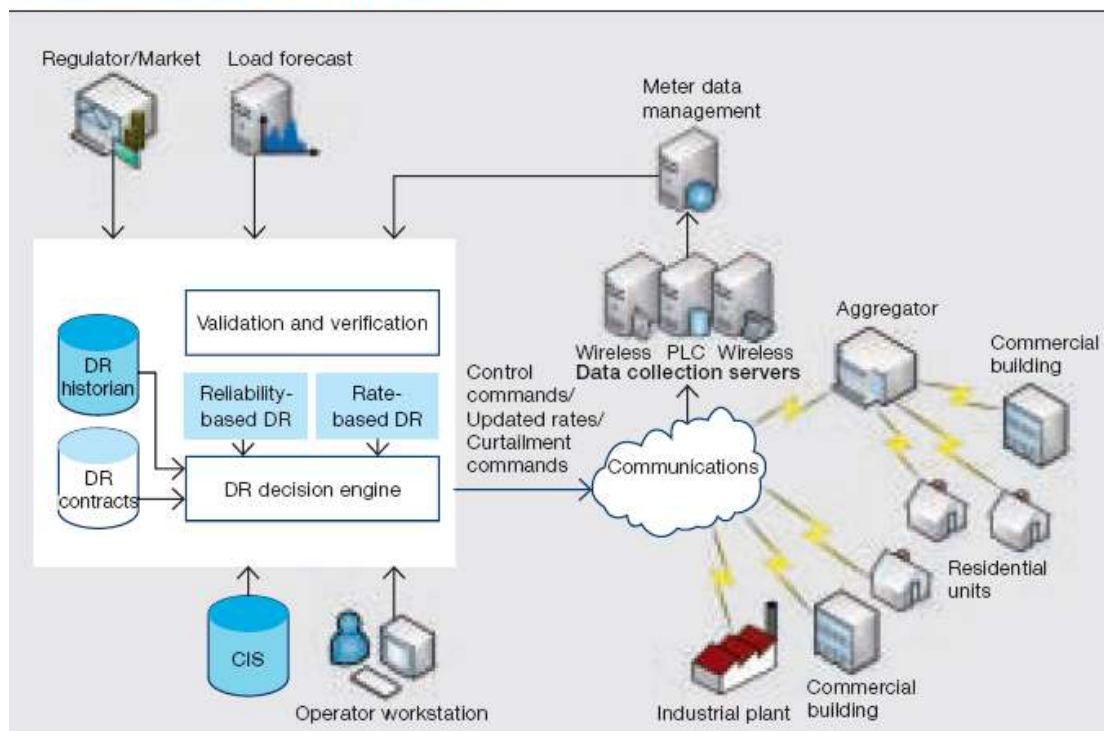 Regulator/Market
Load forecast
Meter data
management
Validation and verification
DR
historian
Reliability-
based DR
Rate-
based DR
DR
contracts
DR decision engine
Control
commands/
Updated rates/
Curtailment
commands
Wireless PLC Wireless
Data collection servers
Communications
Aggregator
Commercial
building
Residential
units
CIS
Operator workstation
Industrial plant
Commercial
building